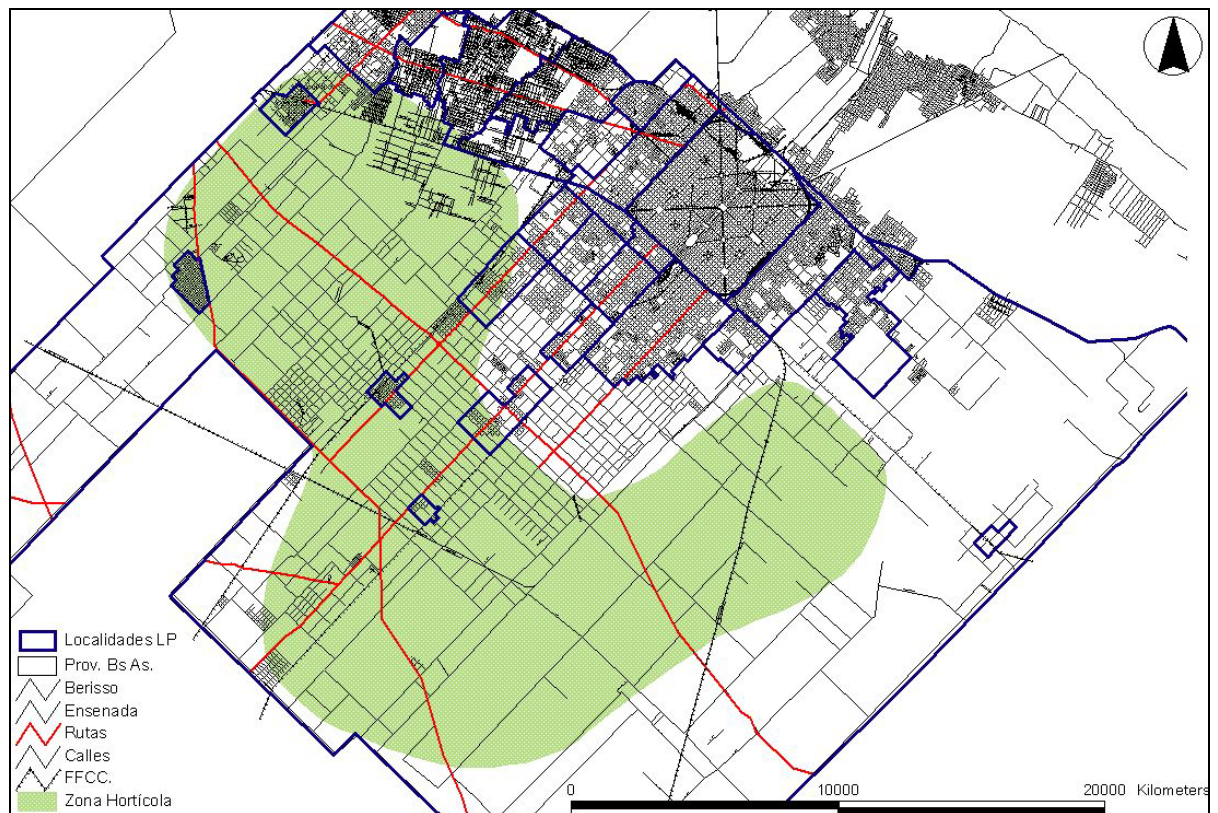 Localidades LP
Prov. Bs As.
Berisso
Ensenada
Rutas
Calles
FFCC.
Zona Hortícola
0 10000 20000 Kilometers